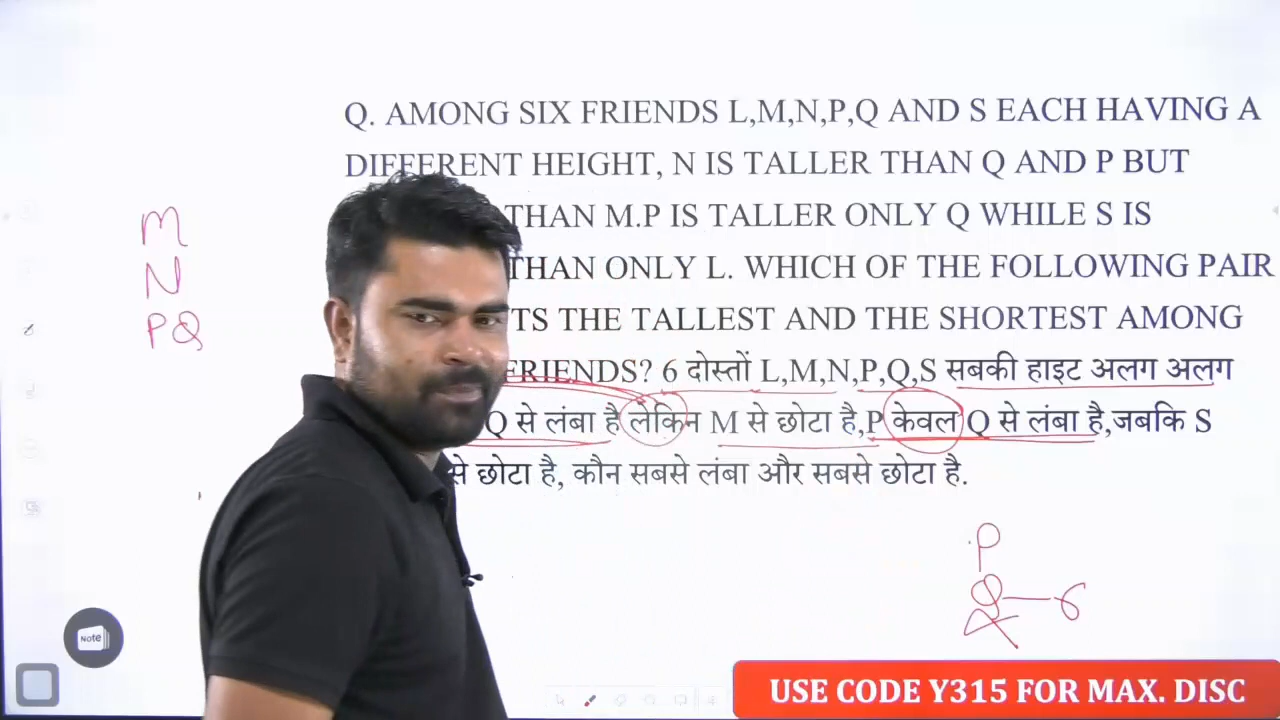 Q. AMONG SIX FRIENDS L,M,N,P,Q AND S EACH HAVING A
DIFFERENT HEIGHT, N IS TALLER THAN Q AND P BUT
THAN M.P IS TALLER ONLY Q WHILE S IS
THAN ONLY L. WHICH OF THE FOLLOWING PAIR
TS THE TALLEST AND THE SHORTEST AMONG
FRIENDS? 6 दोस्तों L,M,N,P,Q,S सबकी हाइट अलग अलग
Q से लंबा है लेकिन M से छोटा है,P केवल Q से लंबा है,जबकि S
से छोटा है, कौन सबसे लंबा और सबसे छोटा है.
M
N
PQ
P
Q 6
Note
USE CODE Y315 FOR MAX. DISC